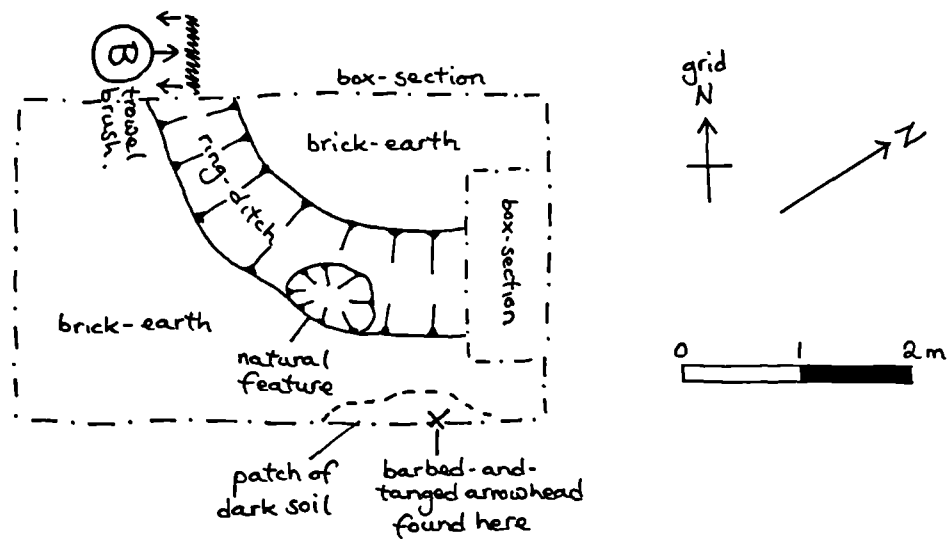 B
trowel
brush.
box-section
brick-earth
ring-ditch
box-section
brick-earth
natural
feature
patch of
dark soil
barbed-and-
tanged arrowhead
found here
grid
N
N
0 1 2m